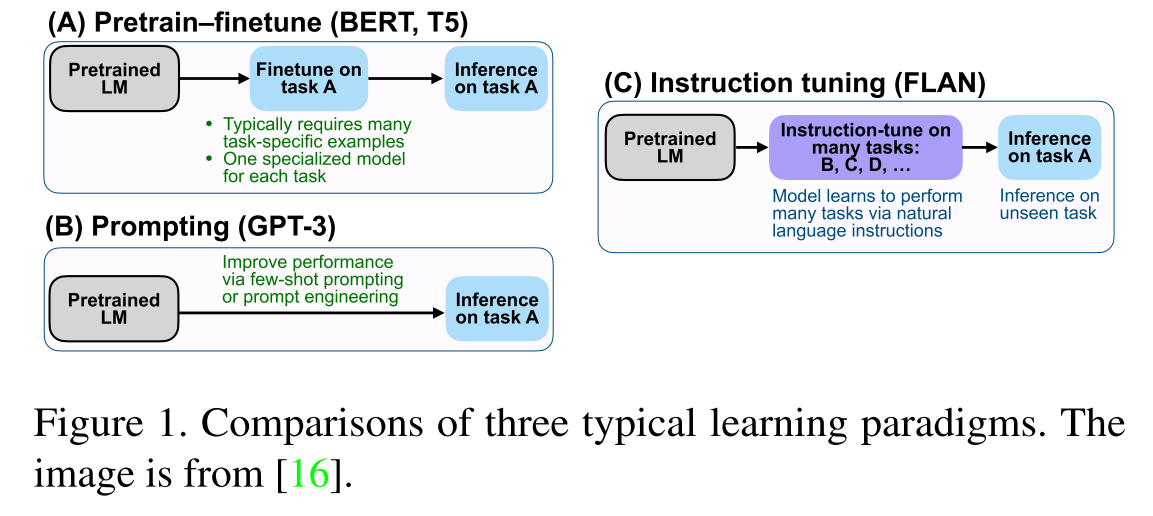 (A) Pretrain–finetune (BERT, T5)
Pretrained
LM
Finetune on
task A
Inference
on task A
• Typically requires many
task-specific examples
• One specialized model
for each task
(B) Prompting (GPT-3)
Improve performance
via few-shot prompting
or prompt engineering
Pretrained
LM
Inference
on task A
(C) Instruction tuning (FLAN)
Pretrained
LM
Instruction-tune on
many tasks:
B, C, D, …
Inference
on task A
Model learns to perform
many tasks via natural
language instructions
Inference on
unseen task
Figure 1. Comparisons of three typical learning paradigms. The
image is from [16].